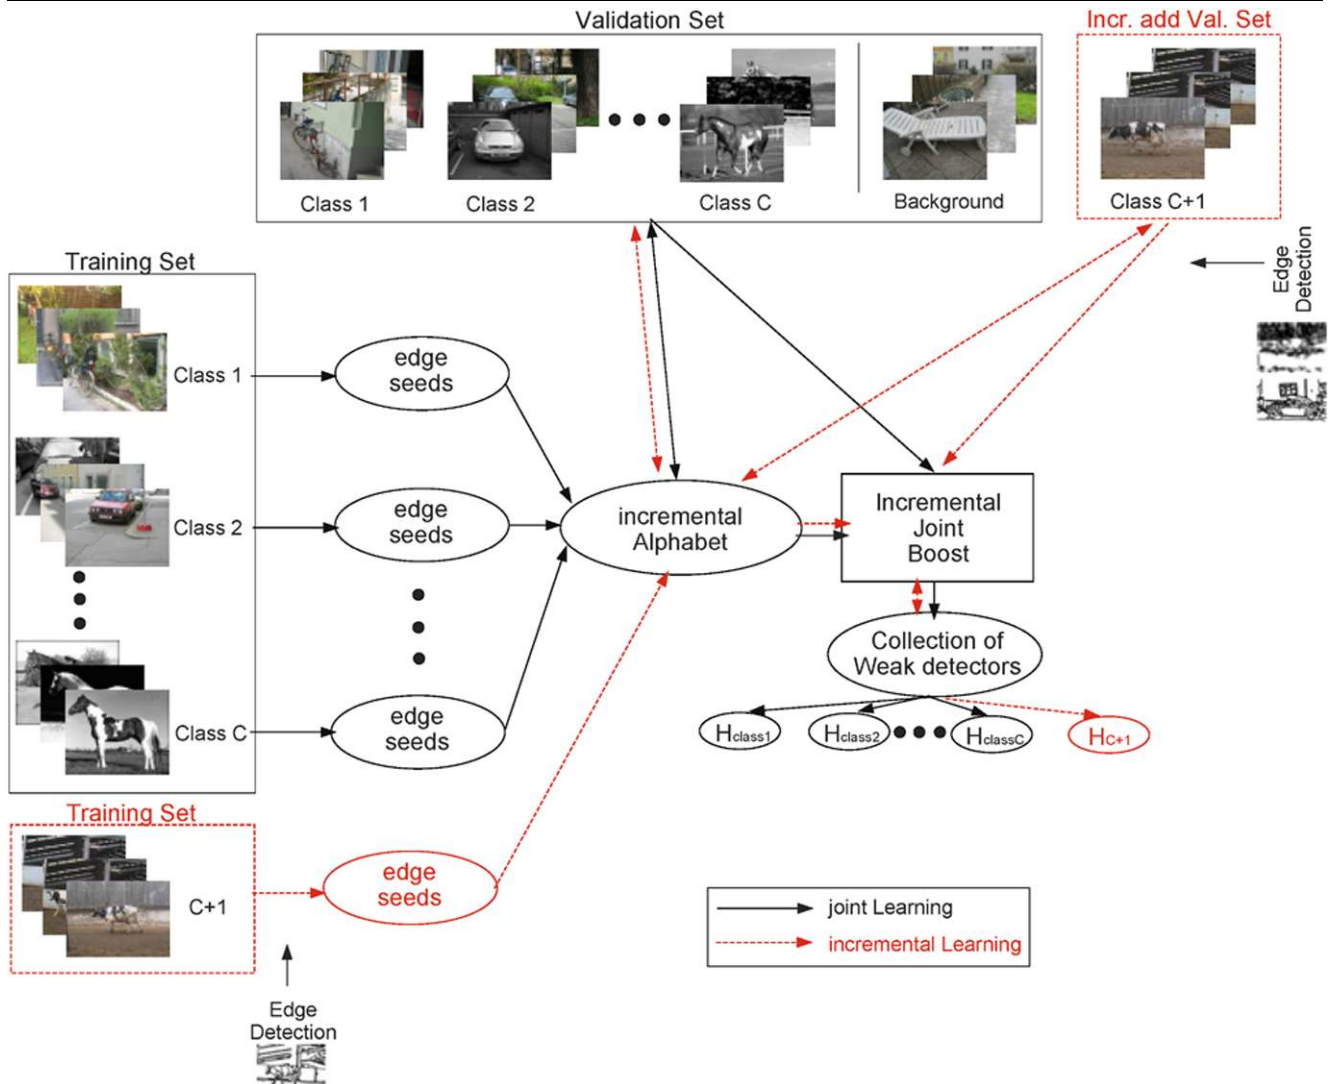 Validation Set
Incr. add Val. Set
Class 1
Class 2
Class C
Background
Class C+1
Edge
Detection
Training Set
Class 1
edge
seeds
Class 2
edge
seeds
incremental
Alphabet
Incremental
Joint
Boost
Collection of
Weak detectors
Class C
edge
seeds
Hclass1
Hclass2
HclassC
HC+1
Training Set
C+1
edge
seeds
joint Learning
incremental Learning
Edge
Detection